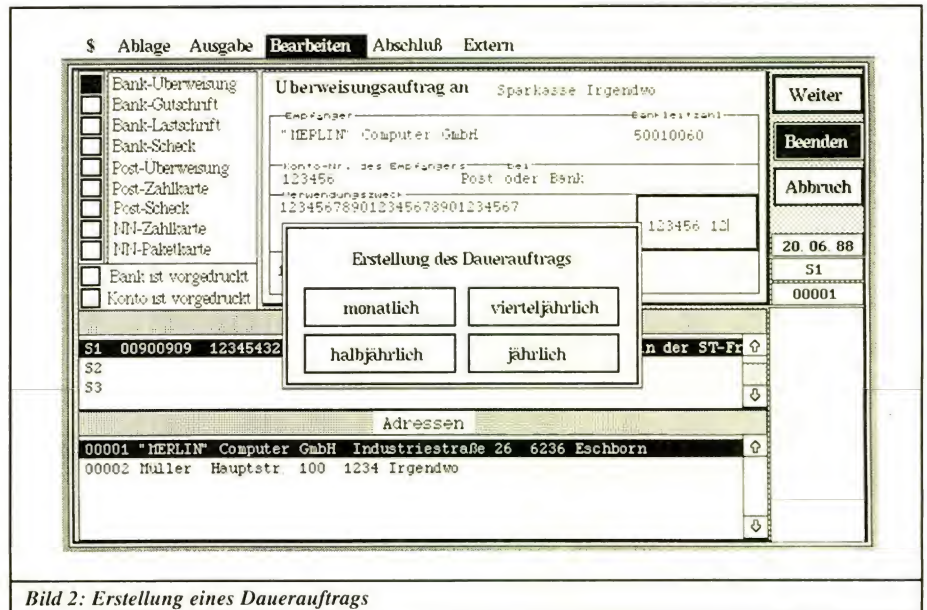 $ Ablage Ausgabe Bearbeiten Abschluß Extern
Bank-Überweisung
Bank-Gutschrift
Bank-Lastschrift
Bank-Scheck
Post-Überweisung
Post-Zahlkarte
Post-Scheck
NN-Zahlkarte
NN-Paketkarte
Bank ist vorgedruckt
Konto ist vorgedruckt
Überweisungsauftrag an Sparkasse Irgendwo
Empfänger Bankleitzahl
"MERLIN" Computer GmbH 50010060
Konto-Nr. des Empfängers bei
123456 Post oder Bank
Verwendungszweck
123456789012345678901234567
123456 12
Weiter
Beenden
Abbruch
20. 06. 88
S1
00001
Erstellung des Dauerauftrags
monatlich vierteljährlich
halbjährlich jährlich
S1 00900909 12345432 n der ST-Fr
S2
S3
Adressen
00001 "MERLIN" Computer GmbH Industriestraße 26 6236 Eschborn
00002 Müller Hauptstr. 100 1234 Irgendwo
Bild 2: Erstellung eines Dauerauftrags